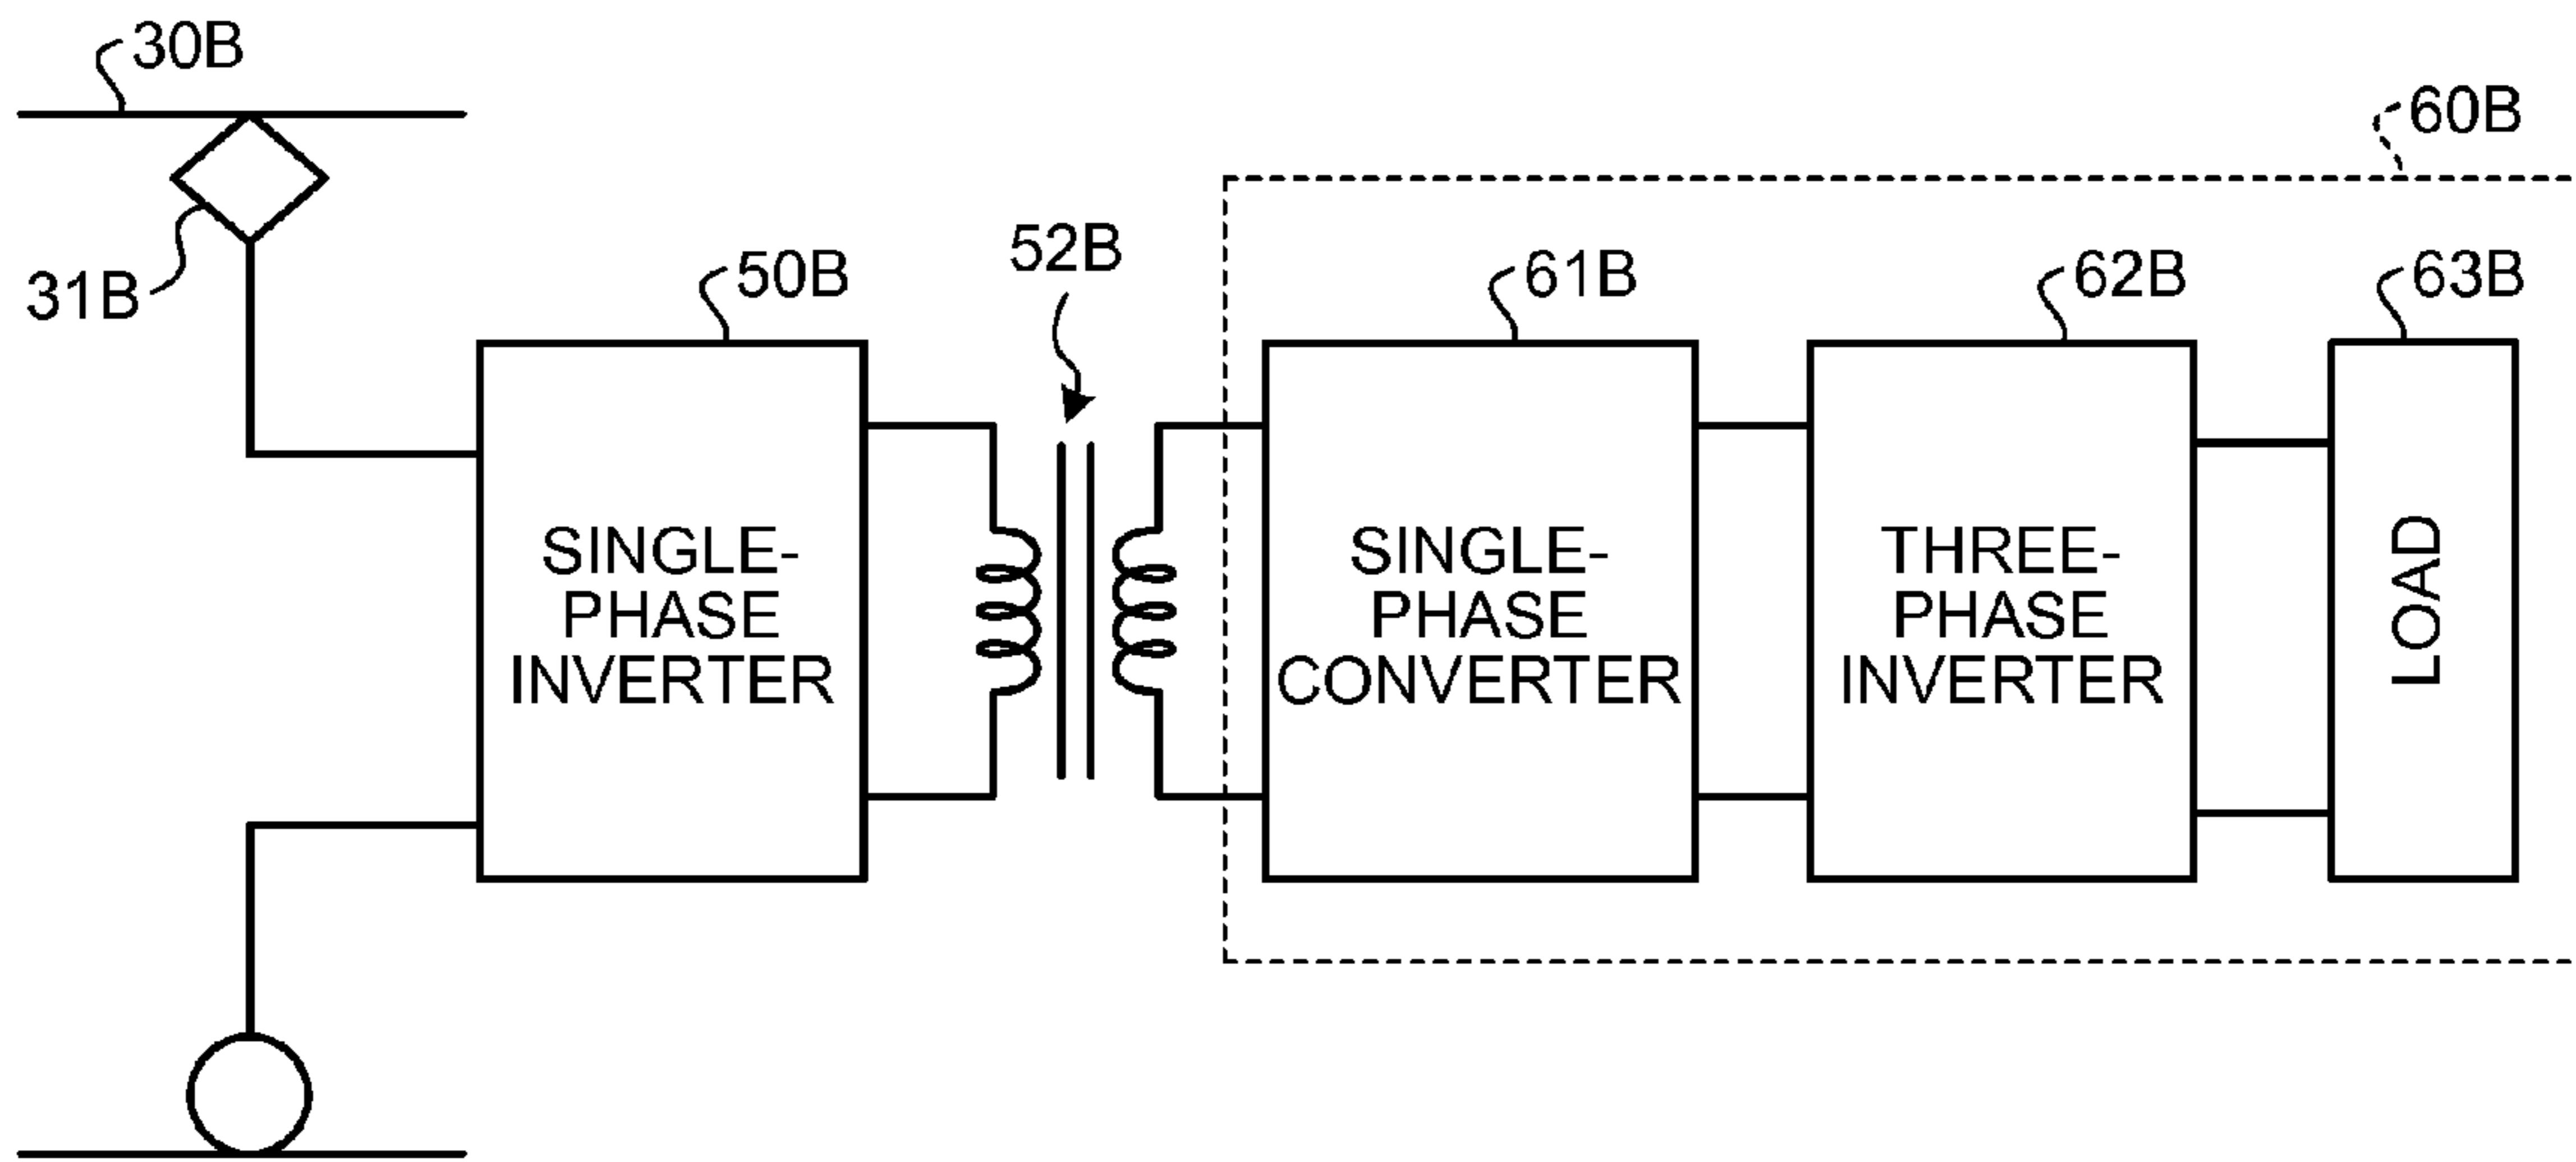 30B
60B
31B
50B
52B
61B
62B
63B
SINGLE-
PHASE
INVERTER
SINGLE-
PHASE
CONVERTER
THREE-
PHASE
INVERTER
LOAD